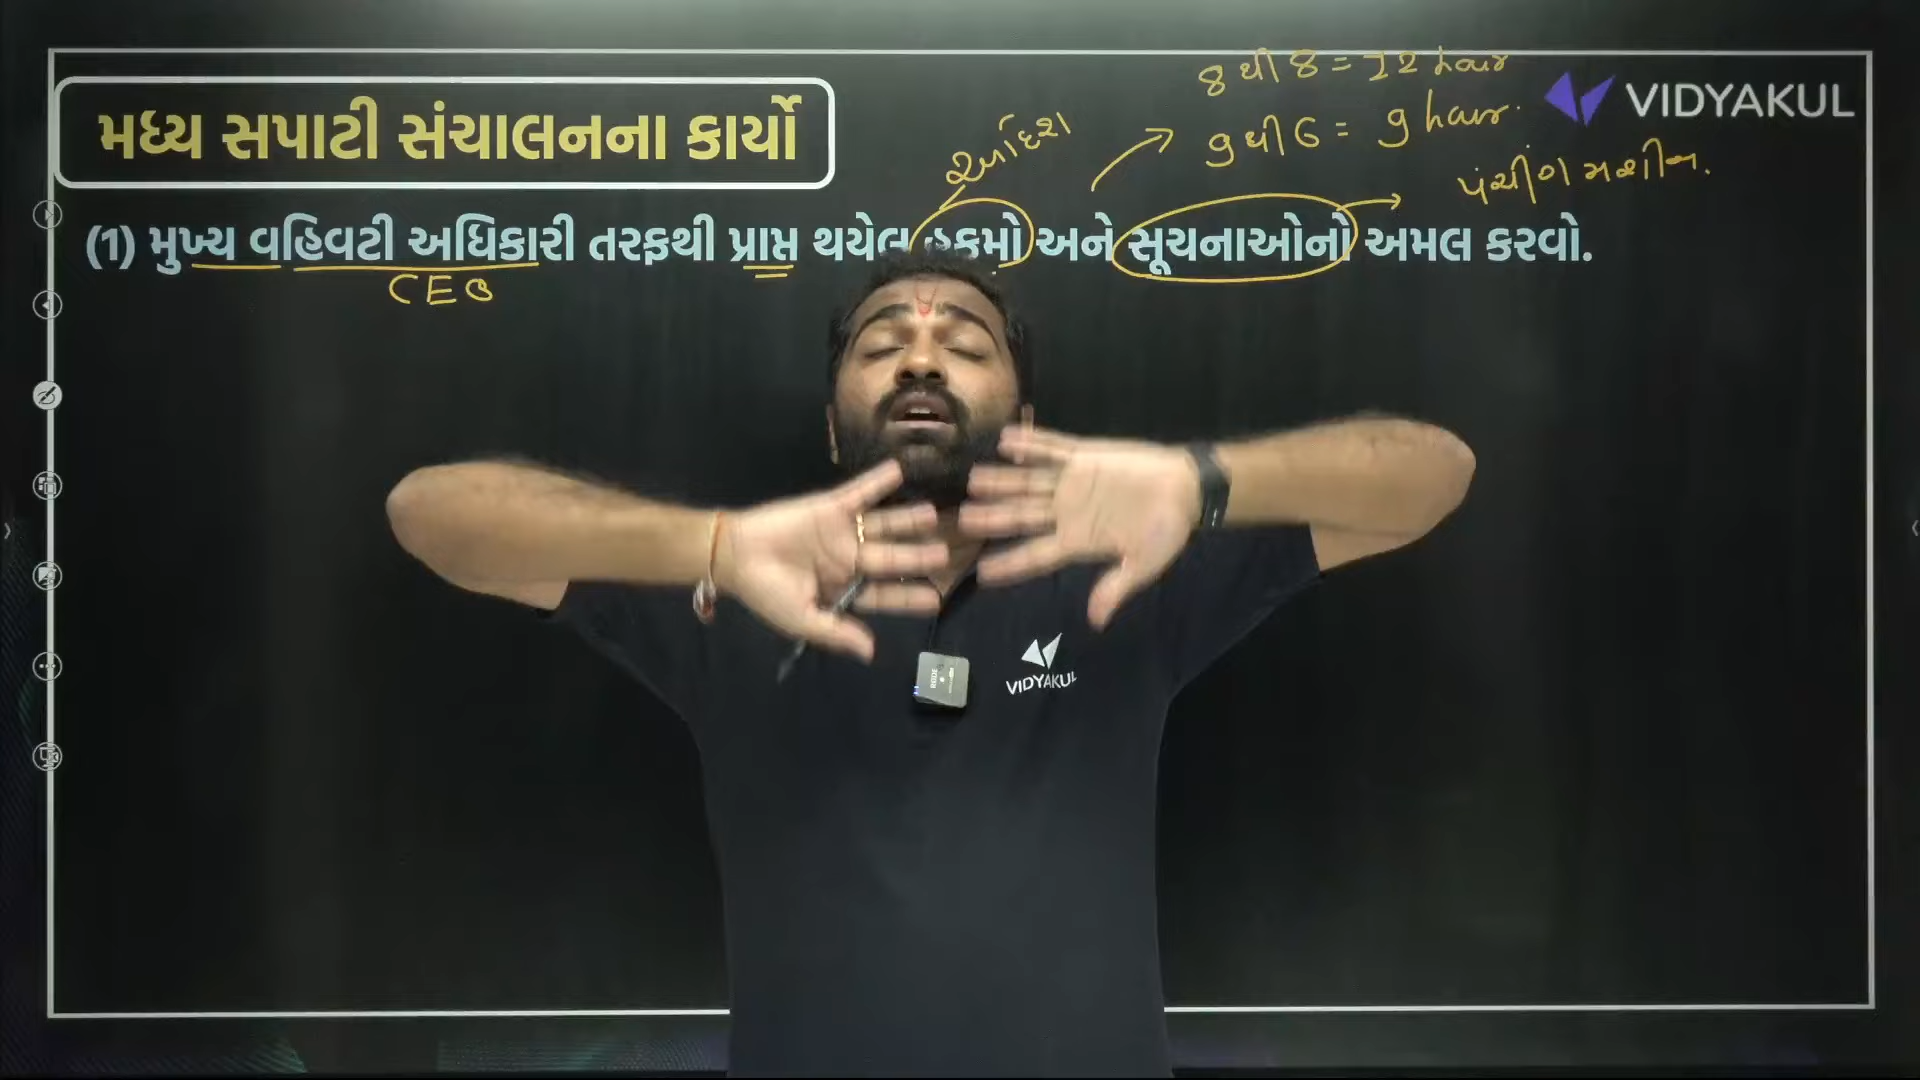 8 થી 8 = 12 hour
VIDYAKUL
મધ્ય સપાટી સંચાલનના કાર્યો
આદેશ
9 થી 6 = 9 hour.
પંચીંગ મશીન.
(1) મુખ્ય વહિવટી અધિકારી તરફથી પ્રાપ્ત થયેલ હુકમો અને સૂચનાઓનો અમલ કરવો.
CEO
VIDYAKUL